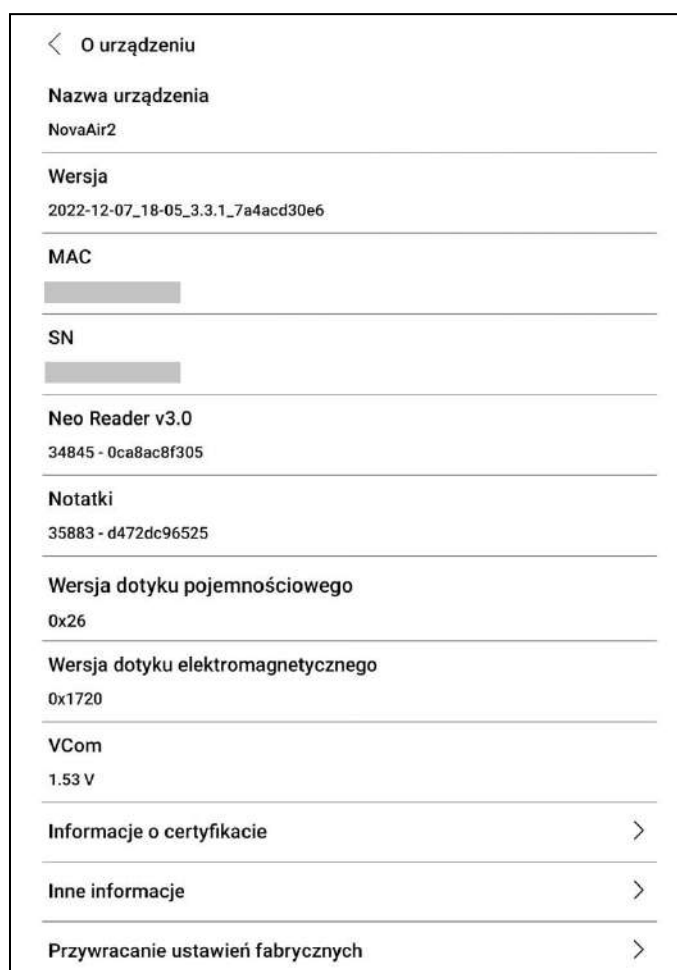 O urządzeniu
Nazwa urządzenia
NovaAir2
Wersja
2022-12-07_18-05_3.3.1_7a4acd30e6
MAC
SN
Neo Reader v3.0
34845 - 0ca8ac8f305
Notatki
35883 - d472dc96525
Wersja dotyku pojemnościowego
0x26
Wersja dotyku elektromagnetycznego
0x1720
VCom
1.53 V
Informacje o certyfikacie
Inne informacje
Przywracanie ustawień fabrycznych